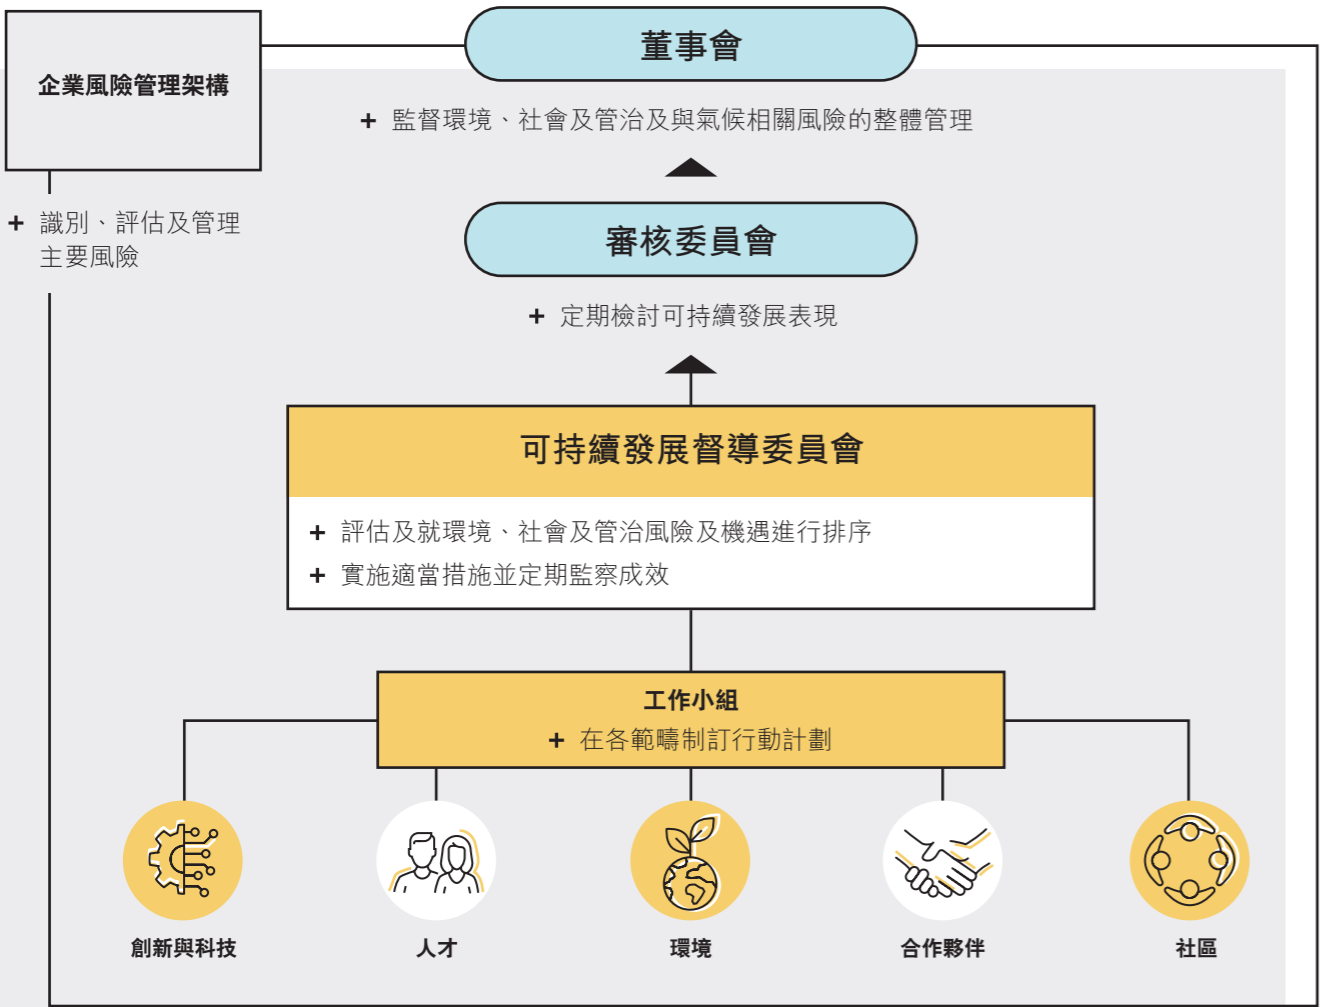 董事會
企業風險管理架構
+ 監督環境、社會及管治及與氣候相關風險的整體管理
+ 識別、評估及管理
主要風險
審核委員會
+ 定期檢討可持續發展表現
可持續發展督導委員會
+ 評估及就環境、社會及管治風險及機遇進行排序
+ 實施適當措施並定期監察成效
工作小組
+ 在各範疇制訂行動計劃
創新與科技
人才
環境
合作夥伴
社區